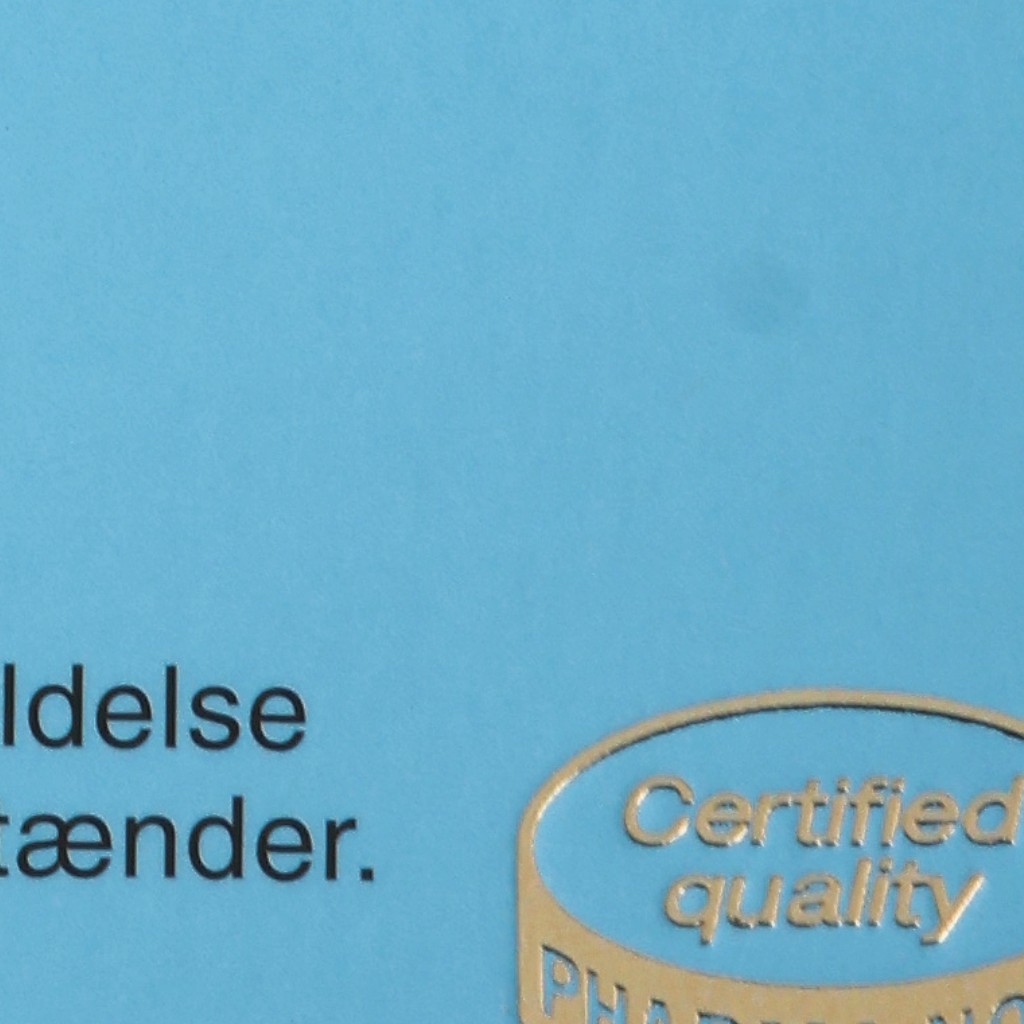 ldelse
tænder.
Certified
quality